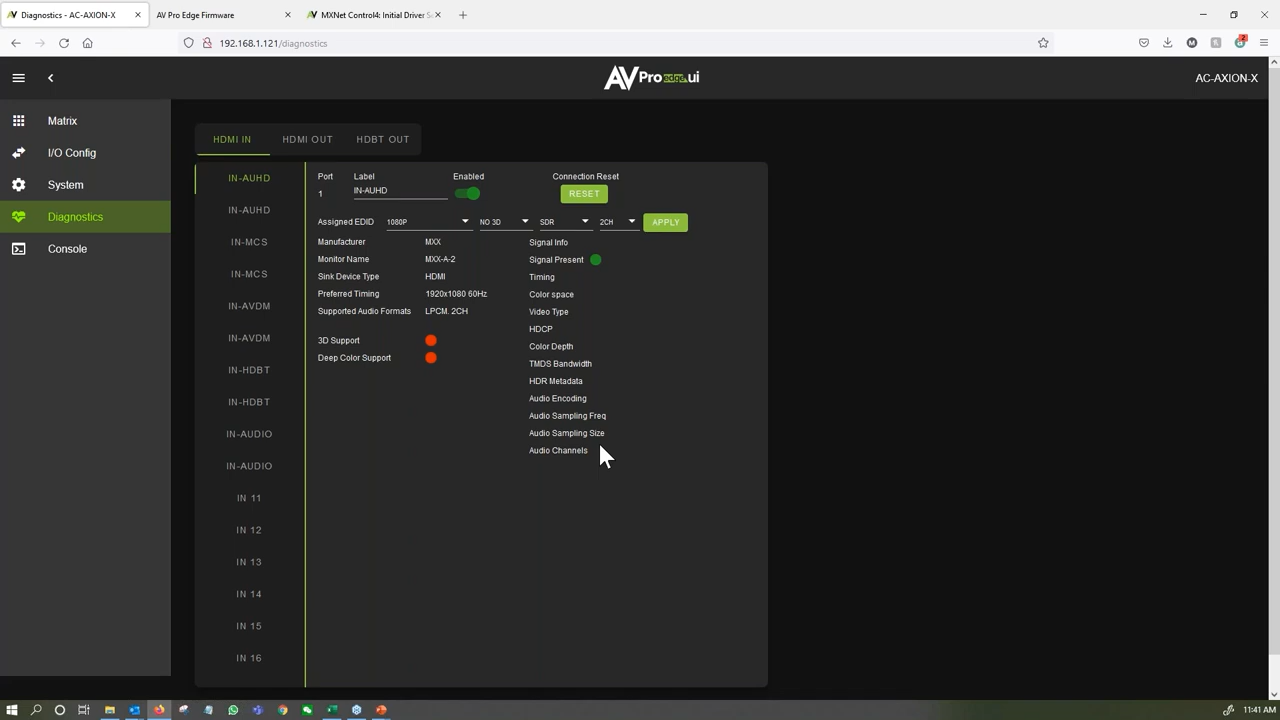 Diagnostics - AC-AXION-X
AV Pro Edge Firmware
MXNet Control4: Initial Driver Se
192.168.1.121/diagnostics
M
2
AVProedge.ui
AC-AXION-X
Matrix
I/O Config
System
Diagnostics
Console
HDMI IN
HDMI OUT
HDBT OUT
IN-AUHD
IN-AUHD
IN-MCS
IN-MCS
IN-AVDM
IN-AVDM
IN-HDBT
IN-HDBT
IN-AUDIO
IN-AUDIO
IN 11
IN 12
IN 13
IN 14
IN 15
IN 16
Port Label Enabled Connection Reset
1 IN-AUHD RESET
Assigned EDID 1080P NO 3D SDR 2CH APPLY
Manufacturer MXX
Monitor Name MXX-A-2
Sink Device Type HDMI
Preferred Timing 1920x1080 60Hz
Supported Audio Formats LPCM. 2CH
3D Support
Deep Color Support
Signal Info
Signal Present
Timing
Color space
Video Type
HDCP
Color Depth
TMDS Bandwidth
HDR Metadata
Audio Encoding
Audio Sampling Freq
Audio Sampling Size
Audio Channels
11:41 AM